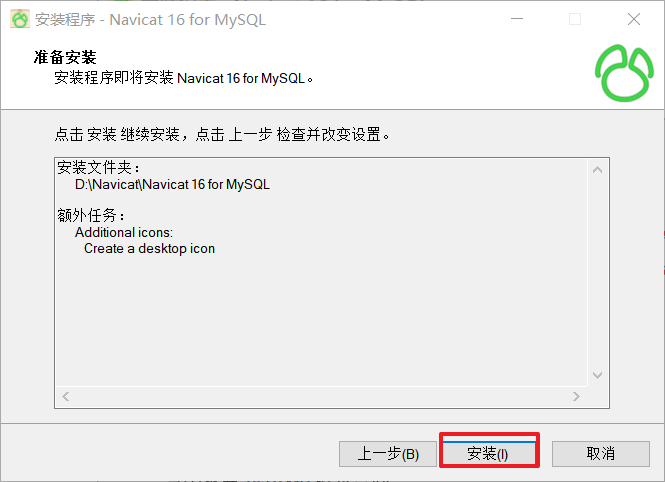 安装程序 - Navicat 16 for MySQL
准备安装
安装程序即将安装 Navicat 16 for MySQL。
点击 安装 继续安装，点击 上一步 检查并改变设置。
安装文件夹：
D:\Navicat\Navicat 16 for MySQL
额外任务：
Additional icons:
Create a desktop icon
上一步(B)
安装(I)
取消